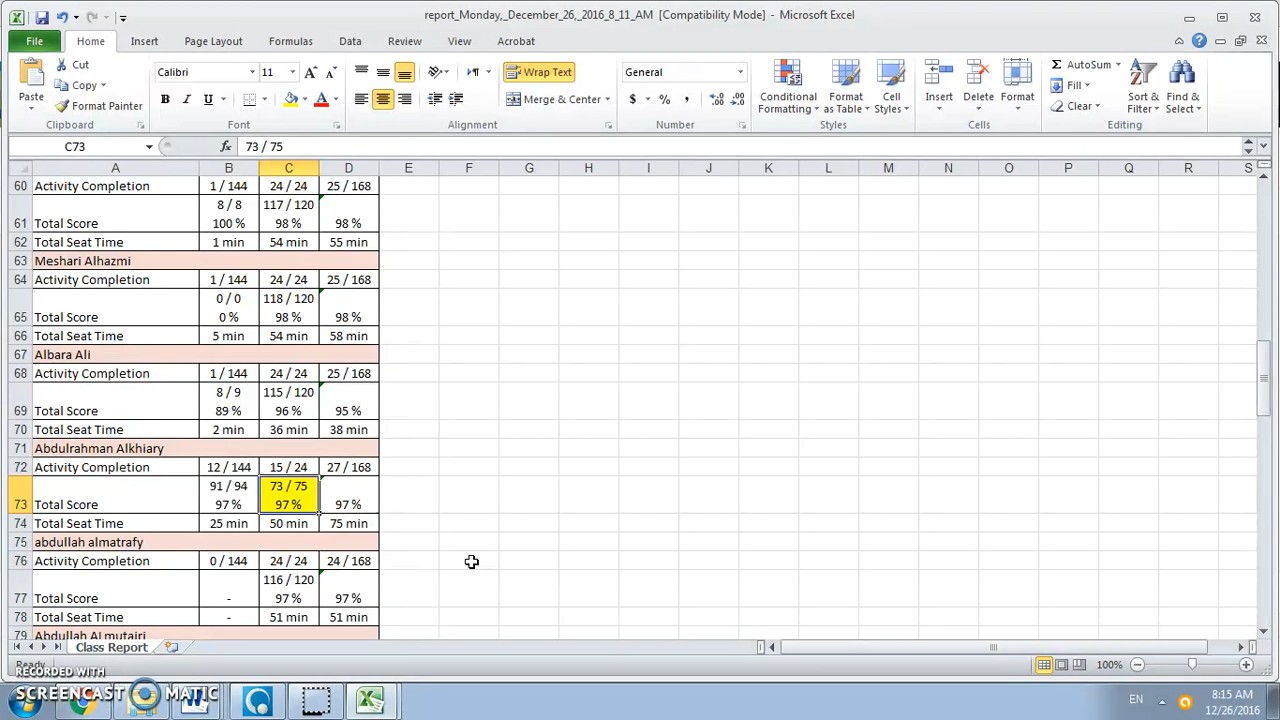 report_Monday,_December_26,_2016_8_11_AM [Compatibility Mode] - Microsoft Excel
File Home Insert Page Layout Formulas Data Review View Acrobat
Paste
Cut
Copy
Format Painter
Clipboard
Calibri 11
B I U
Font
Wrap Text
Merge & Center
Alignment
General
$ % ,
Number
Conditional Formatting
Format as Table
Cell Styles
Styles
Insert Delete Format
Cells
AutoSum
Fill
Clear
Sort & Filter
Find & Select
Editing
C73 fx 73 / 75
A B C D E F G H I J K L M N O P Q R S
60 Activity Completion 1 / 144 24 / 24 25 / 168
8 / 8 117 / 120
61 Total Score 100 % 98 % 98 %
62 Total Seat Time 1 min 54 min 55 min
63 Meshari Alhazmi
64 Activity Completion 1 / 144 24 / 24 25 / 168
0 / 0 118 / 120
65 Total Score 0 % 98 % 98 %
66 Total Seat Time 5 min 54 min 58 min
67 Albara Ali
68 Activity Completion 1 / 144 24 / 24 25 / 168
8 / 9 115 / 120
69 Total Score 89 % 96 % 95 %
70 Total Seat Time 2 min 36 min 38 min
71 Abdulrahman Alkhiary
72 Activity Completion 12 / 144 15 / 24 27 / 168
91 / 94 73 / 75
73 Total Score 97 % 97 % 97 %
74 Total Seat Time 25 min 50 min 75 min
75 abdullah almatrafy
76 Activity Completion 0 / 144 24 / 24 24 / 168
116 / 120
77 Total Score - 97 % 97 %
78 Total Seat Time - 51 min 51 min
79 Abdullah Al mutairi
Class Report
Ready 100%
RECORDED WITH
SCREENCAST MATIC
EN 8:15 AM
12/26/2016